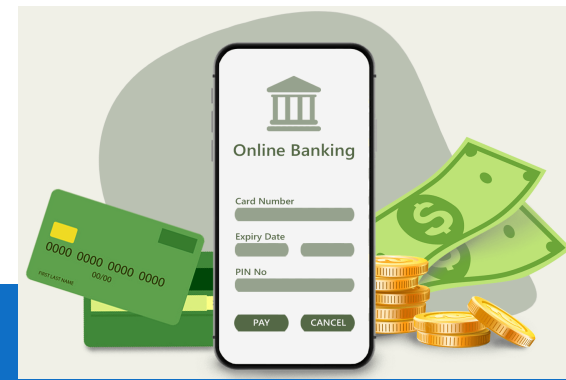 Online Banking
Card Number
Expiry Date
PIN No
PAY CANCEL
0000 0000 0000 0000
00/00
FIRST LAST NAME
$